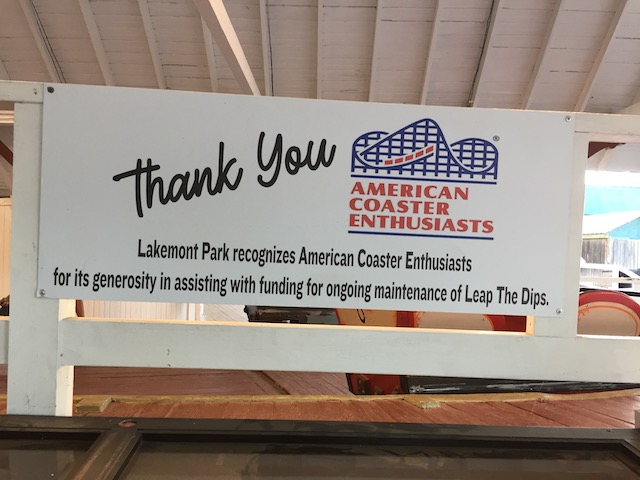 Thank You
®
AMERICAN
COASTER
ENTHUSIASTS
Lakemont Park recognizes American Coaster Enthusiasts
for its generosity in assisting with funding for ongoing maintenance of Leap The Dips.